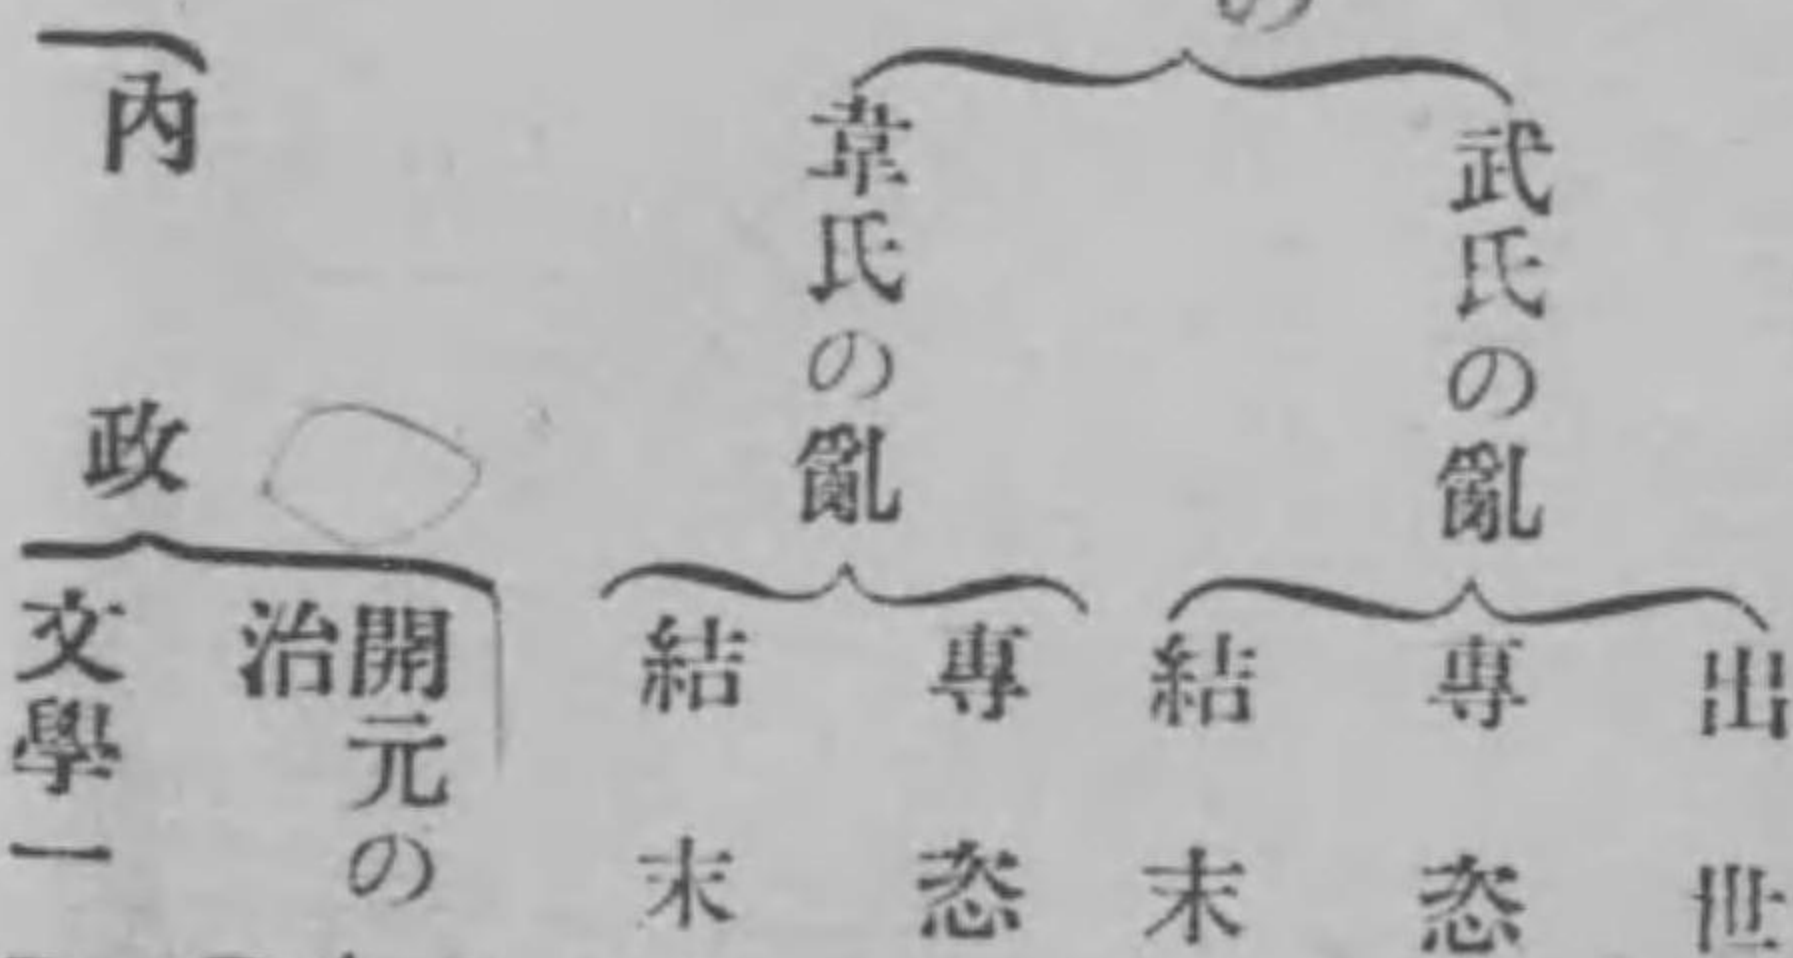 の
武氏の亂
出世
專恣
結末
韋氏の亂
專恣
結末
內政
開元の
治
文學一